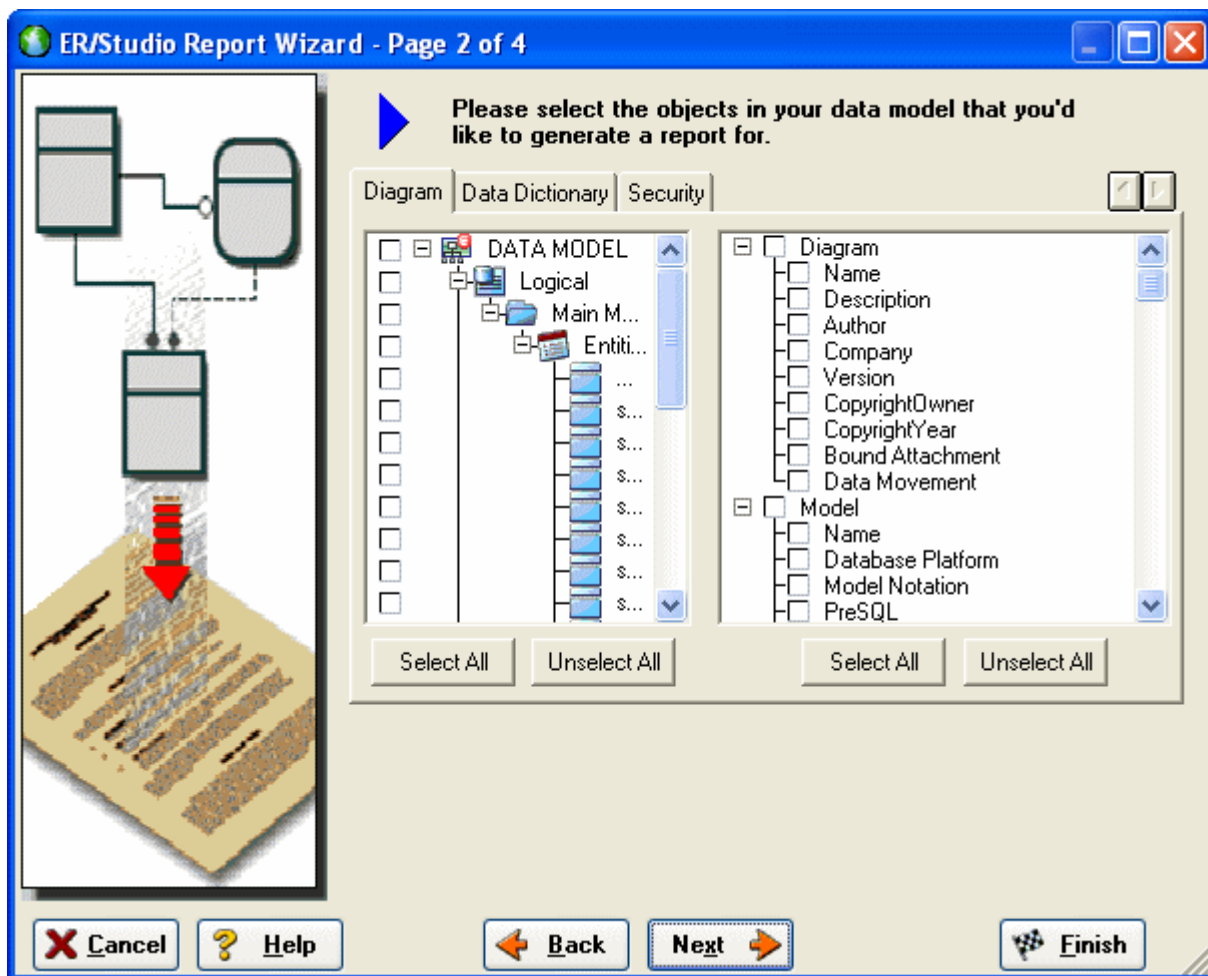 ER/Studio Report Wizard - Page 2 of 4
Please select the objects in your data model that you'd
like to generate a report for.
Diagram
Data Dictionary
Security
DATA MODEL
Logical
Main M...
Entiti...
...
s...
s...
s...
s...
s...
s...
s...
Select All
Unselect All
Diagram
Name
Description
Author
Company
Version
CopyrightOwner
CopyrightYear
Bound Attachment
Data Movement
Model
Name
Database Platform
Model Notation
PreSQL
Select All
Unselect All
Cancel
Help
Back
Next
Finish